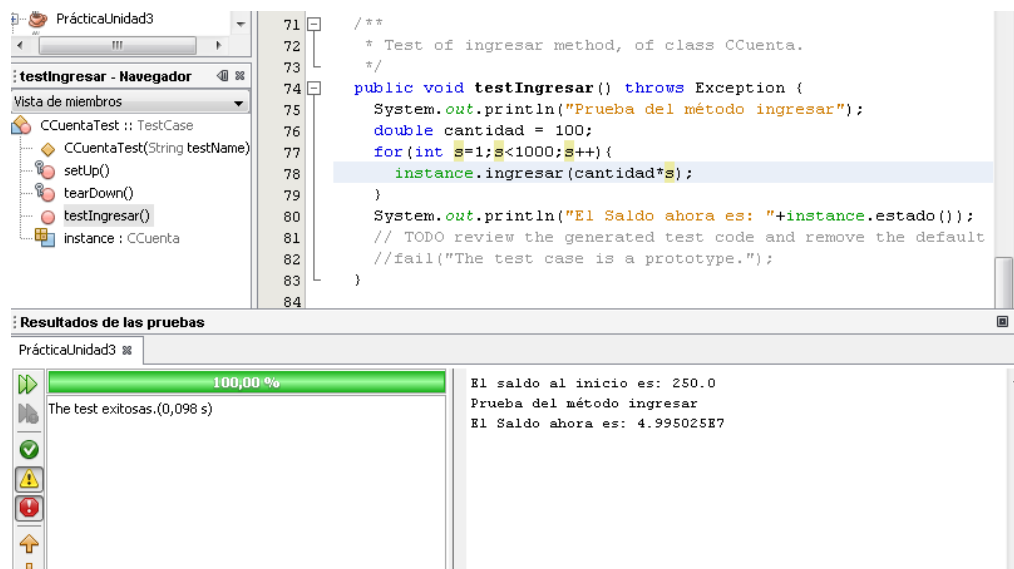 PrácticaUnidad3
testIngresar - Navegador
Vista de miembros
CCuentaTest :: TestCase
CCuentaTest(String testName)
setUp()
tearDown()
testIngresar()
instance : CCuenta
71 /**
72 * Test of ingresar method, of class CCuenta.
73 */
74 public void testIngresar() throws Exception {
75 System.out.println("Prueba del método ingresar");
76 double cantidad = 100;
77 for(int s=1;s<1000;s++){
78 instance.ingresar(cantidad*s);
79 }
80 System.out.println("El Saldo ahora es: "+instance.estado());
81 // TODO review the generated test code and remove the default
82 //fail("The test case is a prototype.");
83 }
84
Resultados de las pruebas
PrácticaUnidad3
100,00 %
The test exitosas.(0,098 s)
El saldo al inicio es: 250.0
Prueba del método ingresar
El Saldo ahora es: 4.995025E7